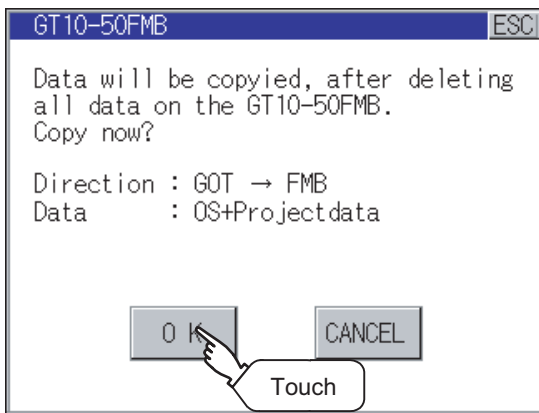 GT10-50FMB ESC
Data will be copyied, after deleting
all data on the GT10-50FMB.
Copy now?
Direction : GOT → FMB
Data : OS+Projectdata
OK CANCEL
Touch